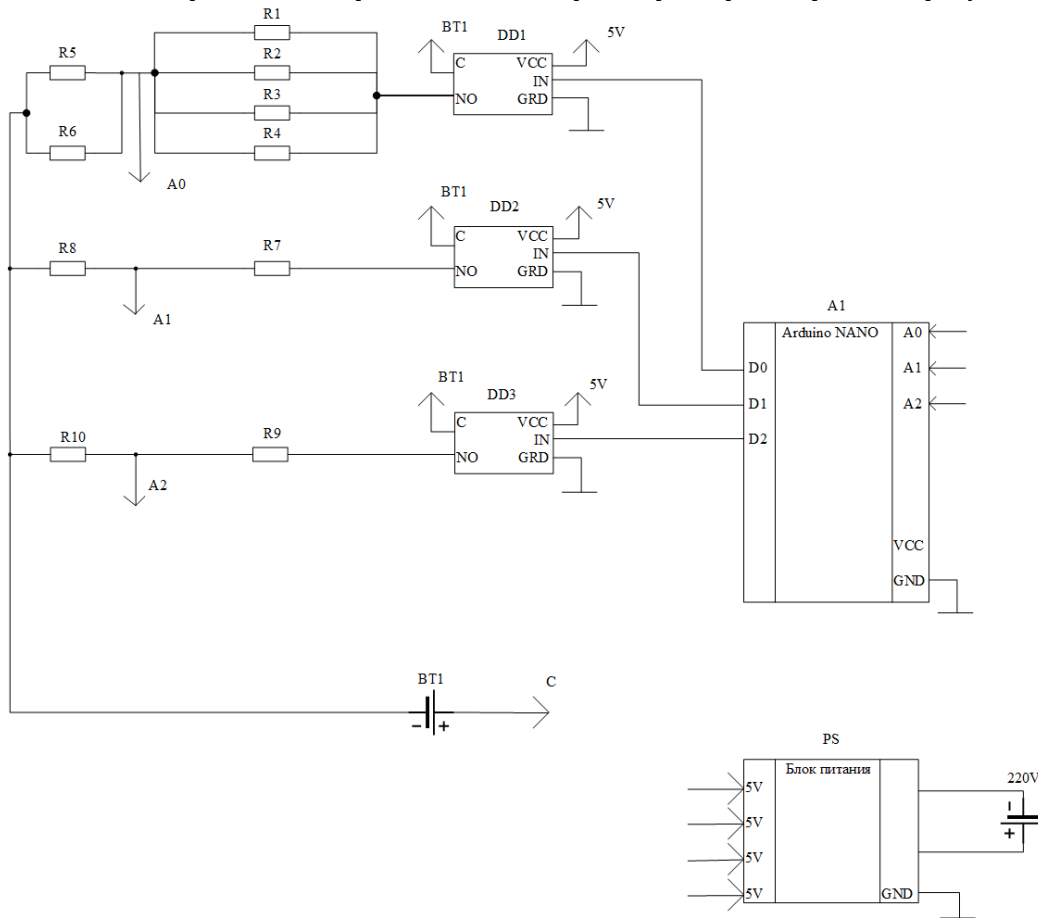 R1
BT1
DD1
5V
R5
R2
C
VCC
IN
R3
NO
GRD
R6
R4
A0
BT1
DD2
5V
C
VCC
R8
R7
IN
NO
GRD
A1
A1
Arduino NANO
A0
D0
A1
BT1
DD3
5V
D1
A2
C
VCC
R10
R9
IN
D2
NO
GRD
A2
VCC
GND
BT1
C
- +
PS
Блок питания
220V
5V
-
5V
+
5V
5V
GND